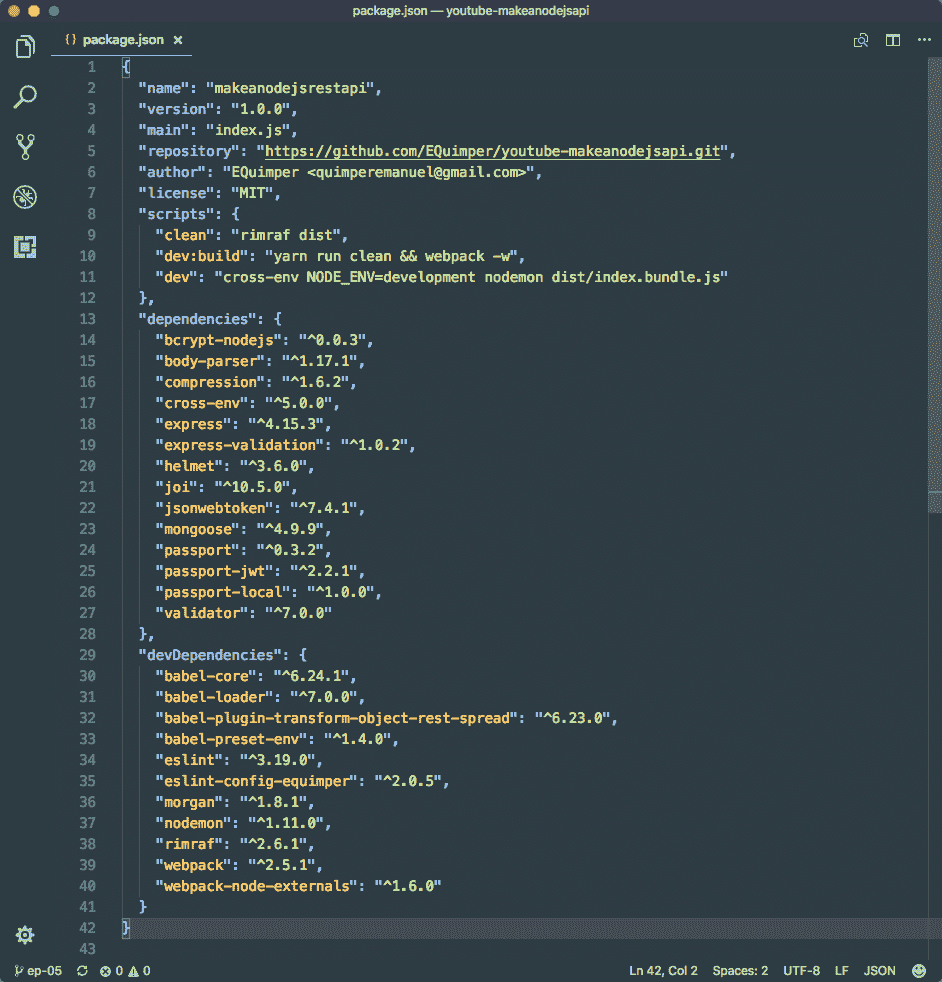 package.json — youtube-makeanodejsapi
{} package.json ×
1 {
2 "name": "makeanodejsrestapi",
3 "version": "1.0.0",
4 "main": "index.js",
5 "repository": "https://github.com/EQuimper/youtube-makeanodejsapi.git",
6 "author": "EQuimper <quimperemanuel@gmail.com>",
7 "license": "MIT",
8 "scripts": {
9 "clean": "rimraf dist",
10 "dev:build": "yarn run clean && webpack -w",
11 "dev": "cross-env NODE_ENV=development nodemon dist/index.bundle.js"
12 },
13 "dependencies": {
14 "bcrypt-nodejs": "^0.0.3",
15 "body-parser": "^1.17.1",
16 "compression": "^1.6.2",
17 "cross-env": "^5.0.0",
18 "express": "^4.15.3",
19 "express-validation": "^1.0.2",
20 "helmet": "^3.6.0",
21 "joi": "^10.5.0",
22 "jsonwebtoken": "^7.4.1",
23 "mongoose": "^4.9.9",
24 "passport": "^0.3.2",
25 "passport-jwt": "^2.2.1",
26 "passport-local": "^1.0.0",
27 "validator": "^7.0.0"
28 },
29 "devDependencies": {
30 "babel-core": "^6.24.1",
31 "babel-loader": "^7.0.0",
32 "babel-plugin-transform-object-rest-spread": "^6.23.0",
33 "babel-preset-env": "^1.4.0",
34 "eslint": "^3.19.0",
35 "eslint-config-equimper": "^2.0.5",
36 "morgan": "^1.8.1",
37 "nodemon": "^1.11.0",
38 "rimraf": "^2.6.1",
39 "webpack": "^2.5.1",
40 "webpack-node-externals": "^1.6.0"
41 }
42 }
43
ep-05 0 0 Ln 42, Col 2 Spaces: 2 UTF-8 LF JSON